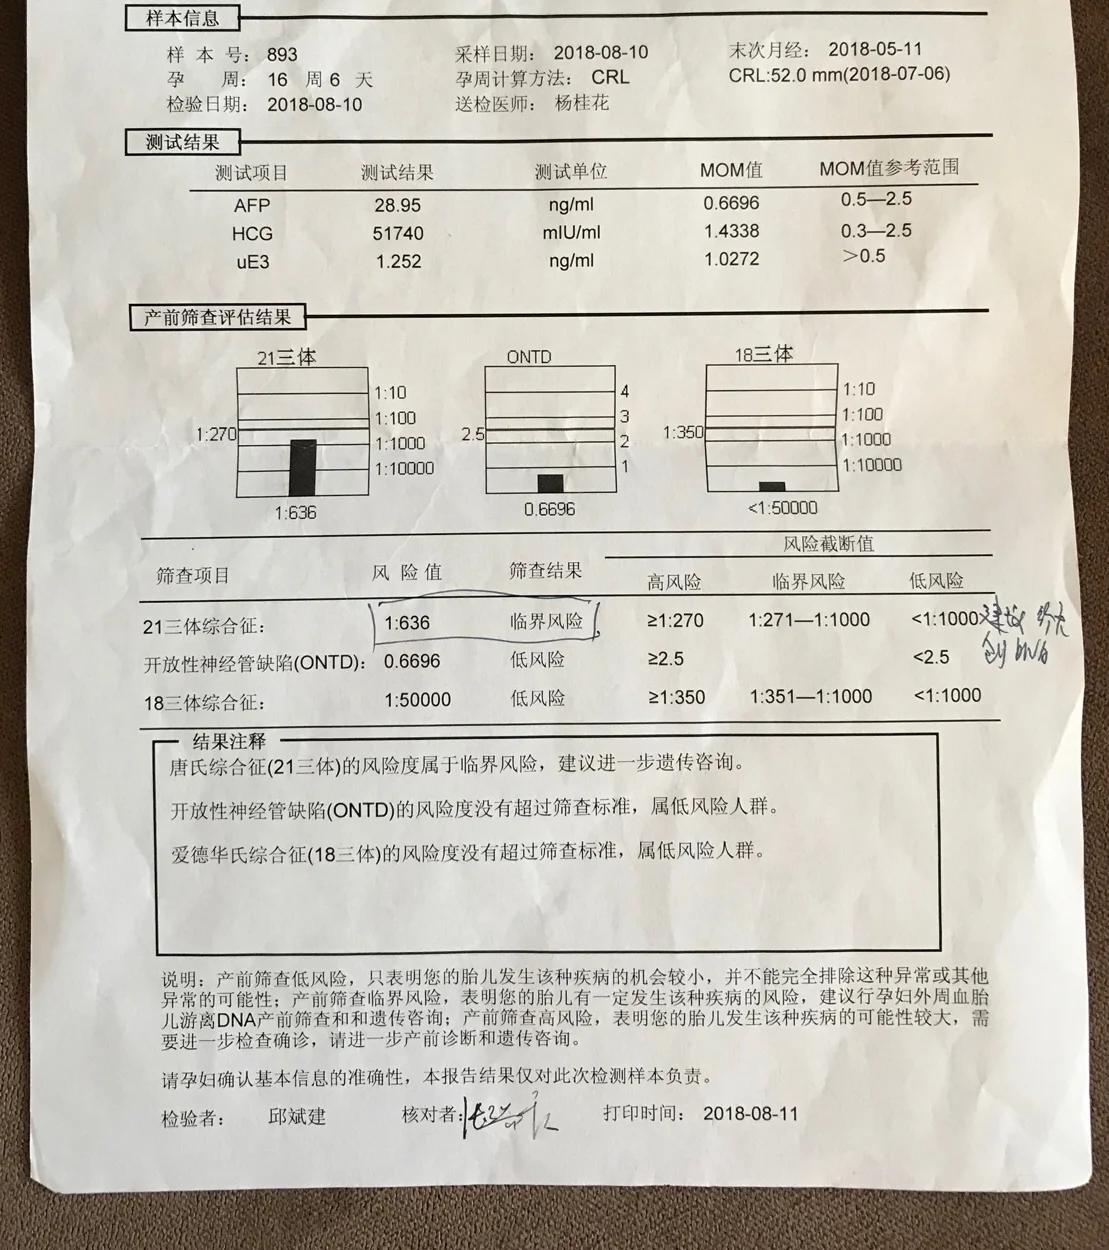 样本信息
样 本 号: 893 采样日期: 2018-08-10 末次月经: 2018-05-11
孕 周: 16 周 6 天 孕周计算方法: CRL CRL:52.0 mm(2018-07-06)
检验日期: 2018-08-10 送检医师: 杨桂花
测试结果
测试项目 测试结果 测试单位 MOM值 MOM值参考范围
AFP 28.95 ng/ml 0.6696 0.5—2.5
HCG 51740 mIU/ml 1.4338 0.3—2.5
uE3 1.252 ng/ml 1.0272 >0.5
产前筛查评估结果
21三体 ONTD 18三体
1:10 4 1:10
1:100 3 1:100
1:270 2.5 1:350
1:1000 2 1:1000
1:10000 1 1:10000
1:636 0.6696 <1:50000
风险截断值
筛查项目 风 险 值 筛查结果 高风险 临界风险 低风险
21三体综合征: 1:636 临界风险 ≥1:270 1:271—1:1000 <1:1000 建议
开放性神经管缺陷(ONTD): 0.6696 低风险 ≥2.5 <2.5 创DNA
18三体综合征: 1:50000 低风险 ≥1:350 1:351—1:1000 <1:1000
结果注释
唐氏综合征(21三体)的风险度属于临界风险，建议进一步遗传咨询。
开放性神经管缺陷(ONTD)的风险度没有超过筛查标准，属低风险人群。
爱德华氏综合征(18三体)的风险度没有超过筛查标准，属低风险人群。
说明: 产前筛查低风险，只表明您的胎儿发生该种疾病的机会较小，并不能完全排除这种异常或其他
异常的可能性；产前筛查临界风险，表明您的胎儿有一定发生该种疾病的风险，建议行孕妇外周血胎
儿游离DNA产前筛查和和遗传咨询；产前筛查高风险，表明您的胎儿发生该种疾病的可能性较大，需
要进一步检查确诊，请进一步产前诊断和遗传咨询。
请孕妇确认基本信息的准确性，本报告结果仅对此次检测样本负责。
检验者: 邱斌建 核对者: 打印时间: 2018-08-11